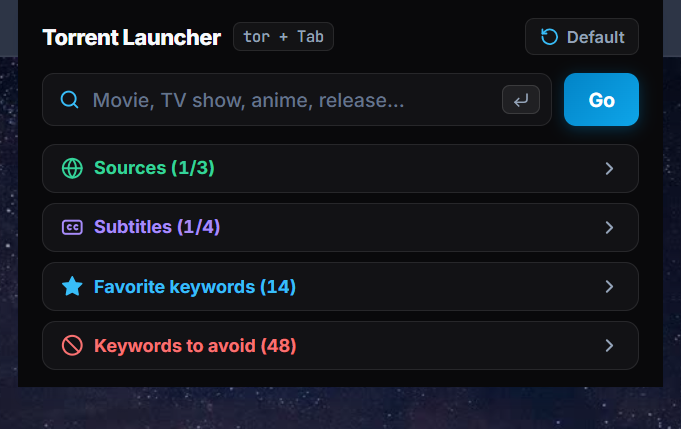 Torrent Launcher tor + Tab Default
Movie, TV show, anime, release... Go
Sources (1/3)
CC Subtitles (1/4)
Favorite keywords (14)
Keywords to avoid (48)